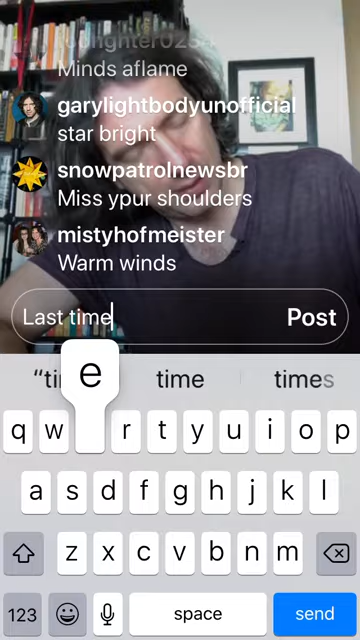 Minds aflame
garylightbodyunofficial
star bright
snowpatrolnewsbr
Miss ypur shoulders
mistyhofmeister
Warm winds
Last time Post
time times
e
q w r t y u i o p
a s d f g h j k l
z x c v b n m
123 space send